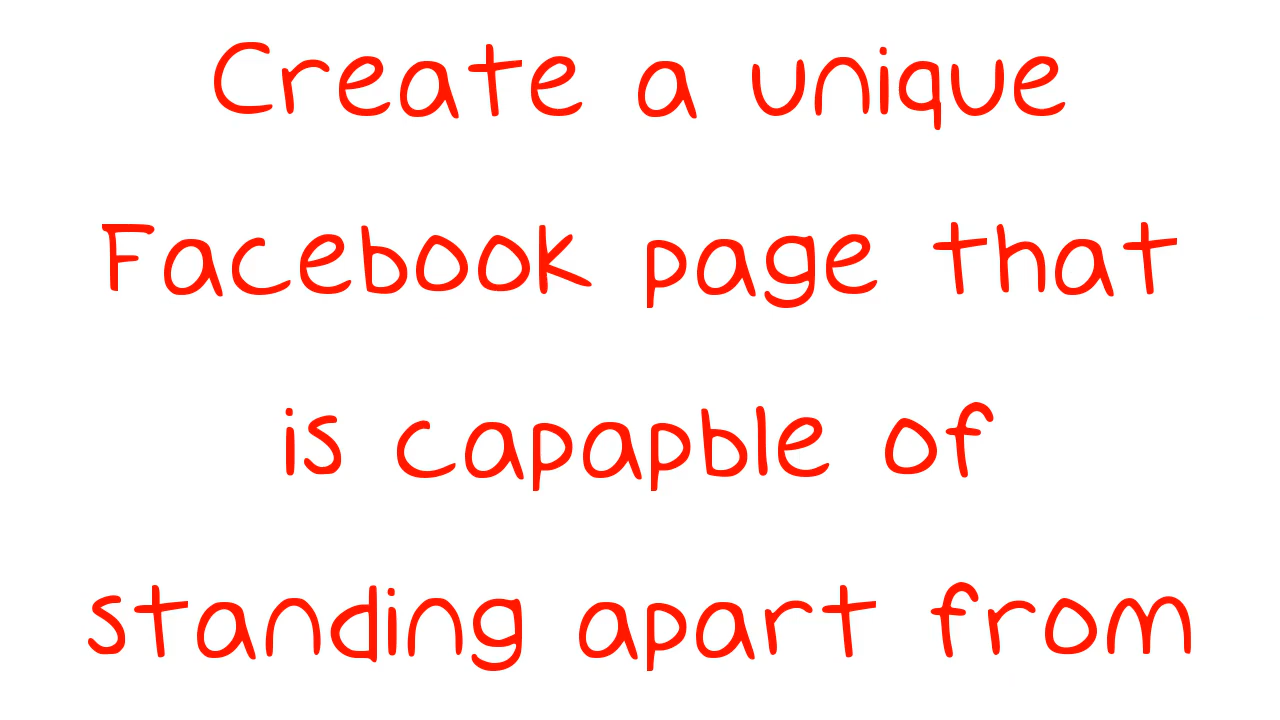 Create a unique
Facebook page that
is capapble of
standing apart from